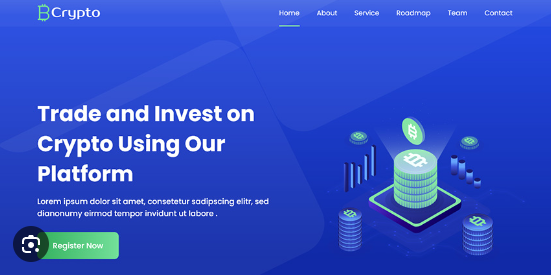 BCrypto
Home About Service Roadmap Team Contact
Trade and Invest on
Crypto Using Our
Platform
Lorem ipsum dolor sit amet, consetetur sadipscing elitr, sed
dianonumy eirmod tempor invidunt ut labore .
Register Now